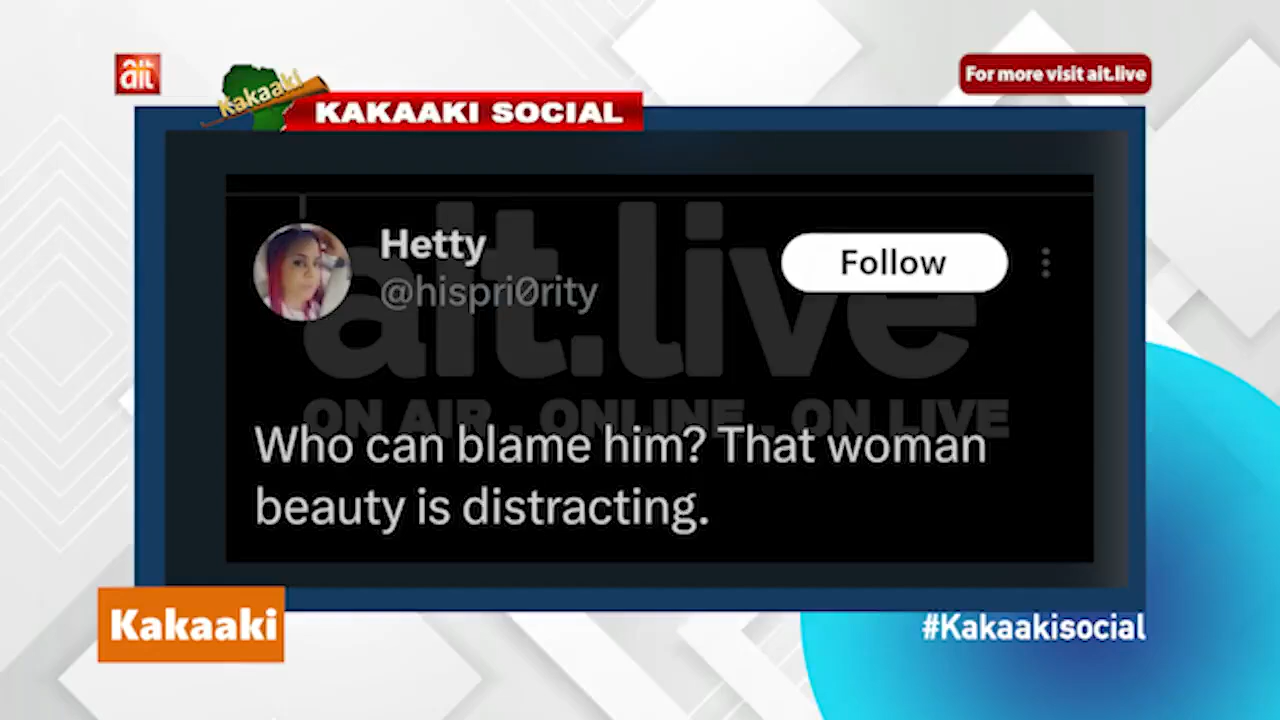 ait
Kakaaki
KAKAAKI SOCIAL
For more visit ait.live
Hetty
@hispri0rity
Follow
ait.live
ON AIR . ONLINE . ON LIVE
Who can blame him? That woman
beauty is distracting.
Kakaaki
#Kakaakisocial